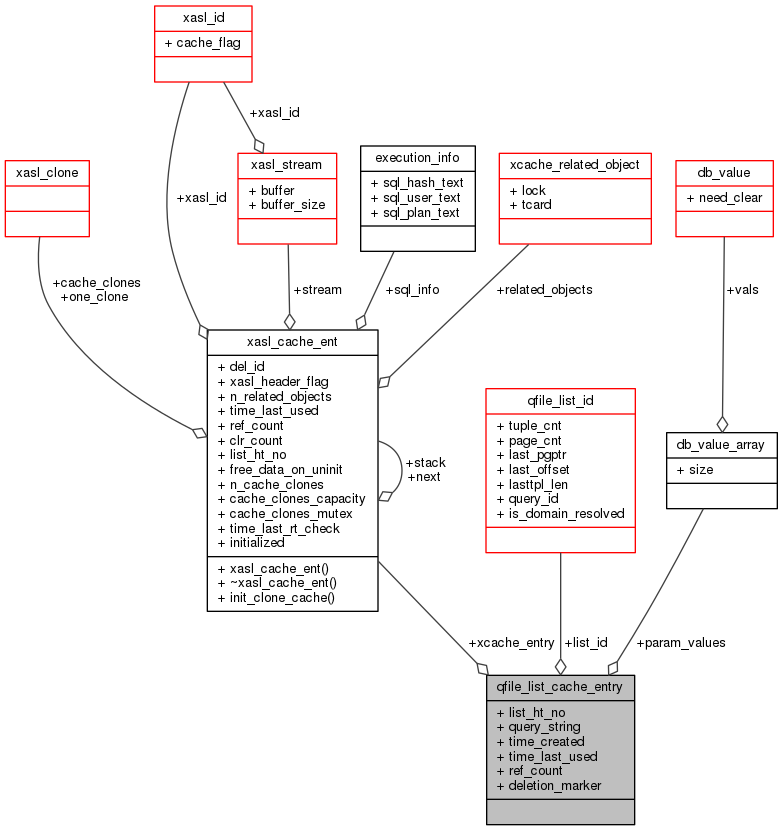 xasl_id
+ cache_flag
+xasl_id
xasl_clone
xasl_stream
+ buffer
+ buffer_size
execution_info
+ sql_hash_text
+ sql_user_text
+ sql_plan_text
xcache_related_object
+ lock
+ tcard
db_value
+ need_clear
+xasl_id
+cache_clones
+one_clone
+stream
+sql_info
+related_objects
+vals
xasl_cache_ent
+ del_id
+ xasl_header_flag
+ n_related_objects
+ time_last_used
+ ref_count
+ clr_count
+ list_ht_no
+ free_data_on_uninit
+ n_cache_clones
+ cache_clones_capacity
+ cache_clones_mutex
+ time_last_rt_check
+ initialized
+ xasl_cache_ent()
+ ~xasl_cache_ent()
+ init_clone_cache()
+stack
+next
qfile_list_id
+ tuple_cnt
+ page_cnt
+ last_pgptr
+ last_offset
+ lasttpl_len
+ query_id
+ is_domain_resolved
db_value_array
+ size
+xcache_entry
+list_id
+param_values
qfile_list_cache_entry
+ list_ht_no
+ query_string
+ time_created
+ time_last_used
+ ref_count
+ deletion_marker